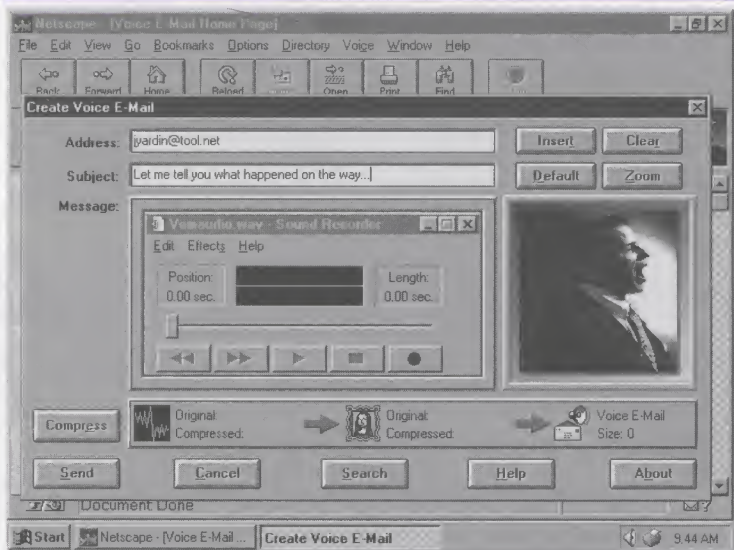 Netscape - [Voice E-Mail Home Page]
File Edit View Go Bookmarks Options Directory Voice Window Help
Back Forward Home Reload Open Print Find
Create Voice E-Mail
Address: jyardin@tool.net Insert Clear
Subject: Let me tell you what happened on the way... Default Zoom
Message:
Vemaudio.wav - Sound Recorder
Edit Effects Help
Position: Length:
0.00 sec. 0.00 sec.
Compress
Original: Original: Voice E-Mail
Compressed: Compressed: Size: 0
Send Cancel Search Help About
Document Done
Start Netscape - [Voice E-Mail ... Create Voice E-Mail 9:44 AM